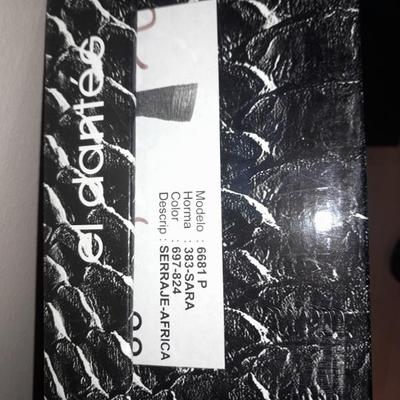 el dantés
Modelo : 6681 P
Horma : 383-SARA
Color : 697-824
Descrip : SERRAJE-AFRICA